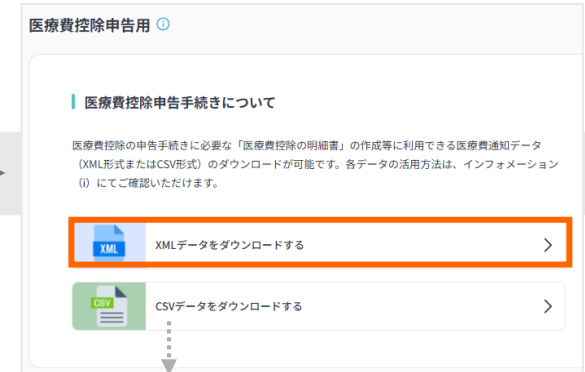 医療費控除申告用 i
医療費控除申告手続きについて
医療費控除の申告手続きに必要な「医療費控除の明細書」の作成等に利用できる医療費通知データ
（XML形式またはCSV形式）のダウンロードが可能です。各データの活用方法は、インフォメーション
（i）にてご確認いただけます。
XML
XMLデータをダウンロードする
CSV
CSVデータをダウンロードする